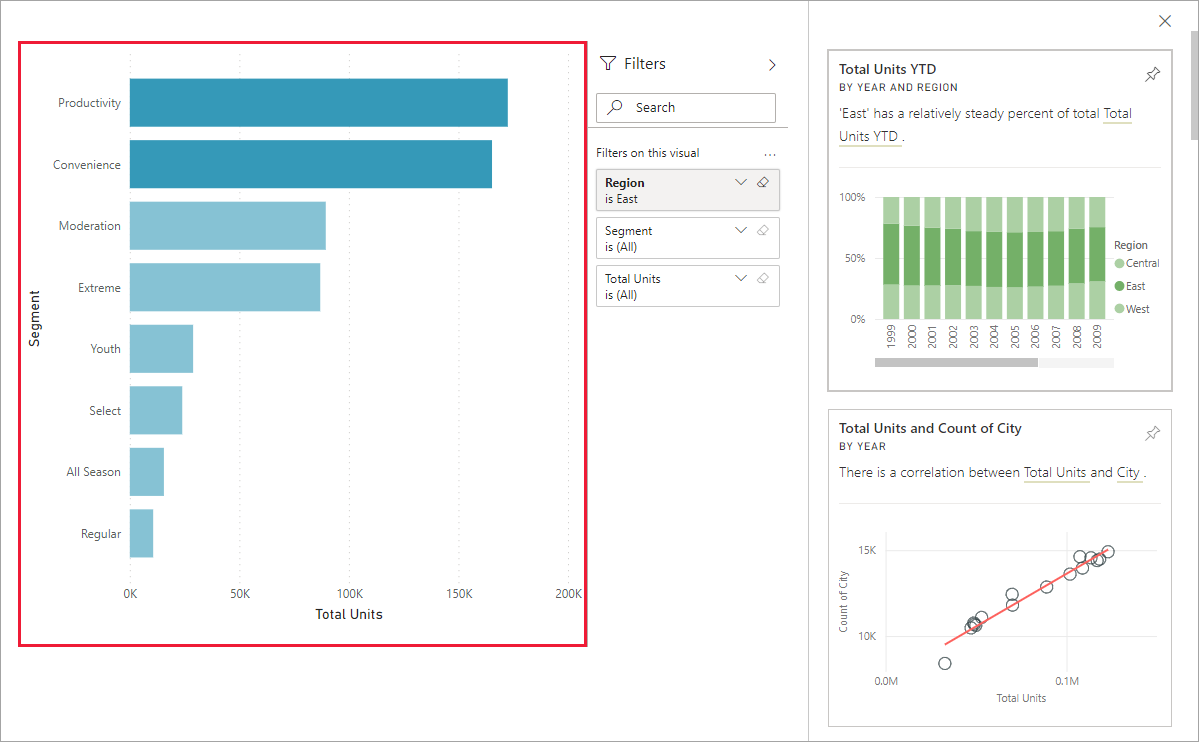 Productivity
Convenience
Moderation
Extreme
Youth
Select
All Season
Regular
Segment
0K 50K 100K 150K 200K
Total Units
Filters
Search
Filters on this visual ...
Region
is East
Segment
is (All)
Total Units
is (All)
Total Units YTD
BY YEAR AND REGION
'East' has a relatively steady percent of total Total
Units YTD .
100%
50%
0%
1999 2000 2001 2002 2003 2004 2005 2006 2007 2008 2009
Region
Central
East
West
Total Units and Count of City
BY YEAR
There is a correlation between Total Units and City .
15K
10K
Count of City
0.0M 0.1M
Total Units